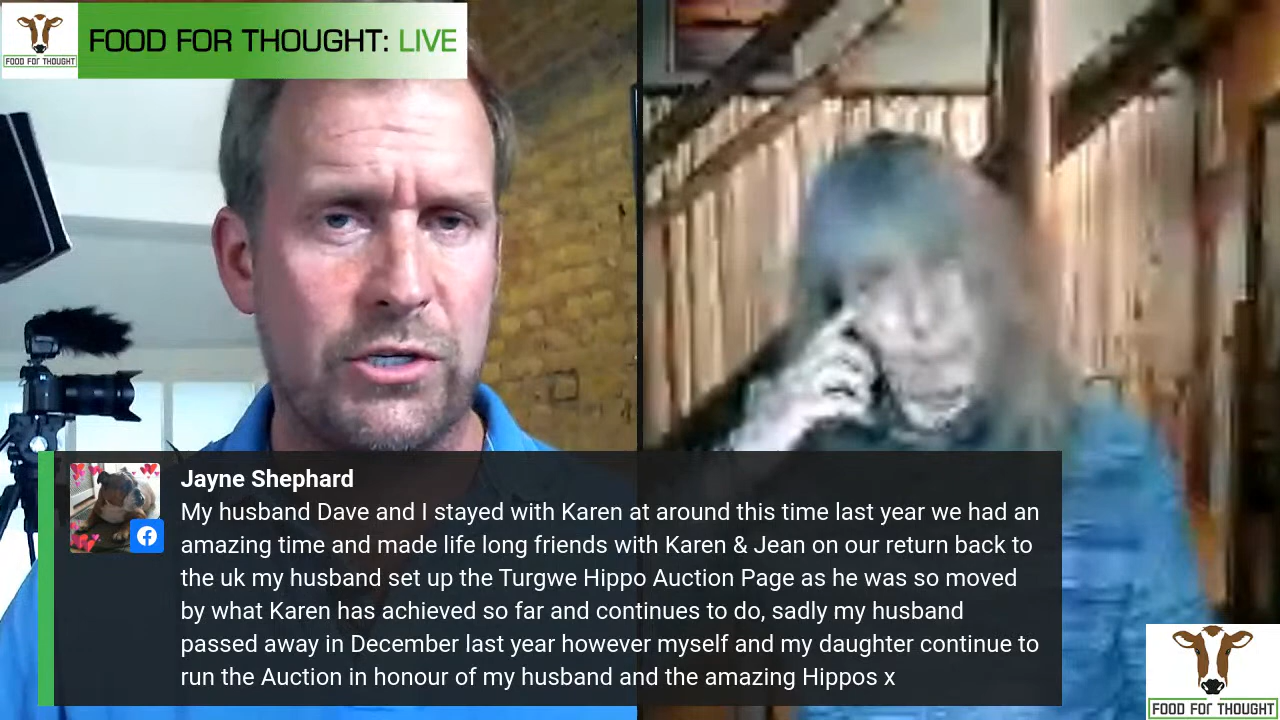 FOOD FOR THOUGHT
FOOD FOR THOUGHT: LIVE
Jayne Shephard
My husband Dave and I stayed with Karen at around this time last year we had an
amazing time and made life long friends with Karen & Jean on our return back to
the uk my husband set up the Turgwe Hippo Auction Page as he was so moved
by what Karen has achieved so far and continues to do, sadly my husband
passed away in December last year however myself and my daughter continue to
run the Auction in honour of my husband and the amazing Hippos x
FOOD FOR THOUGHT